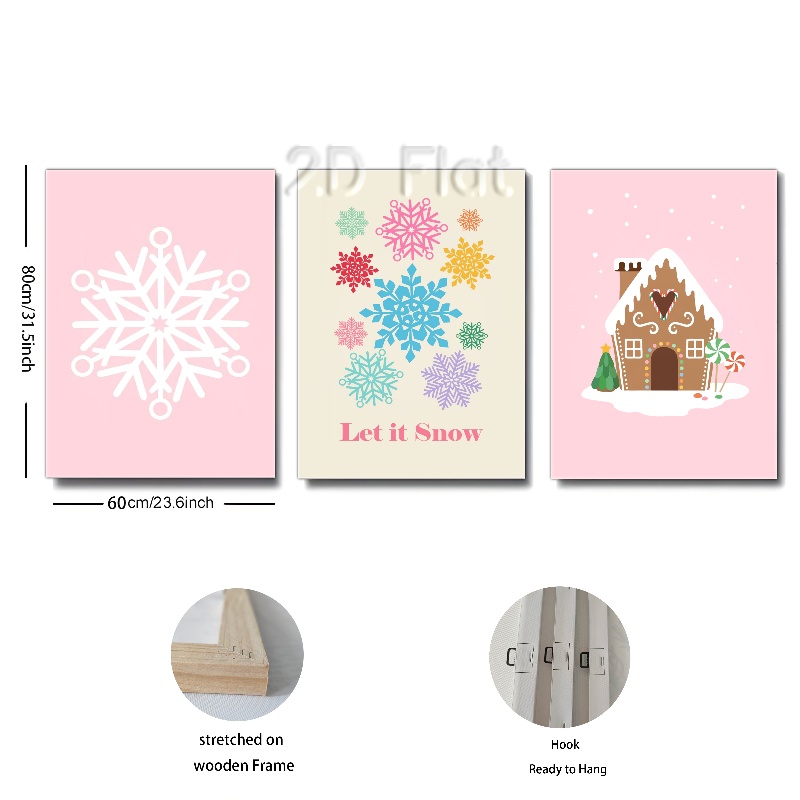 2D Flat
80cm/31.5inch
Let it Snow
60cm/23.6inch
stretched on
wooden Frame
Hook
Ready to Hang